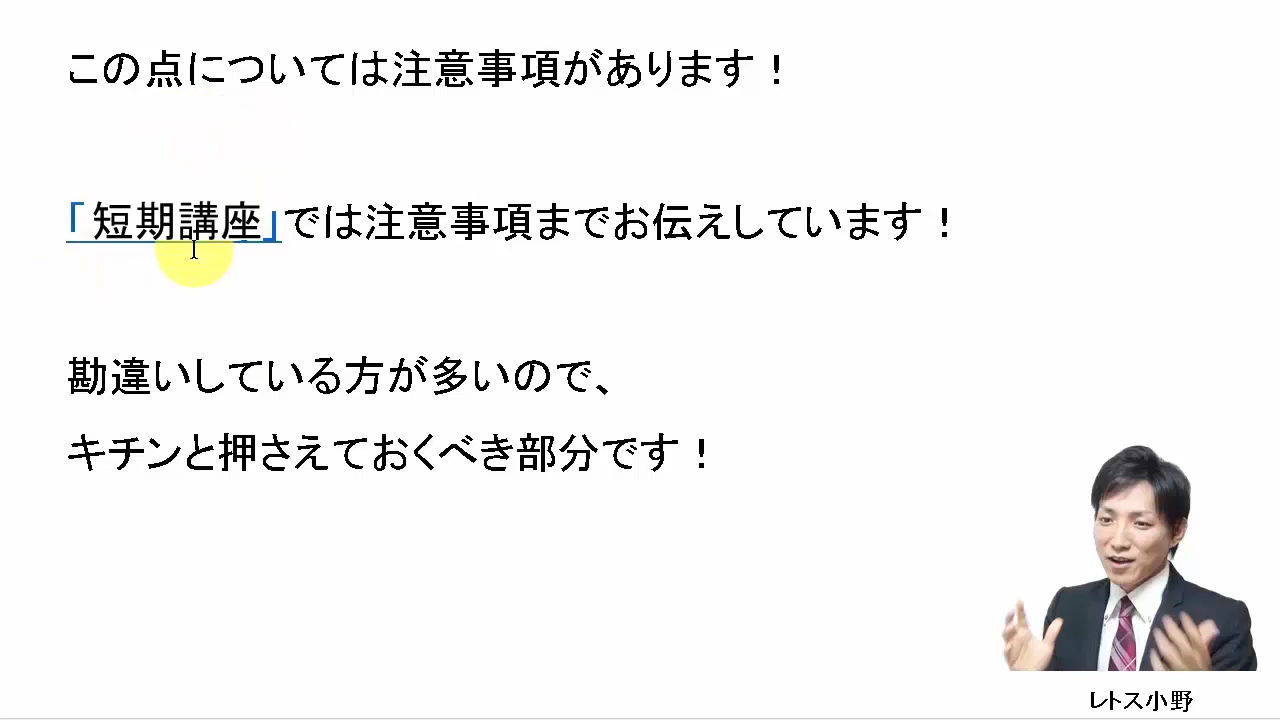 この点については注意事項があります！
「短期講座」では注意事項までお伝えしています！
勘違いしている方が多いので、
キチンと押さえておくべき部分です！
レトス小野